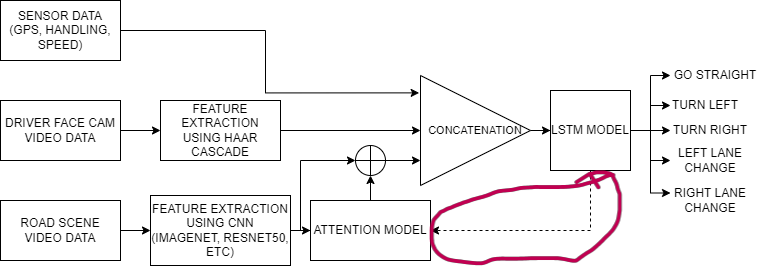 SENSOR DATA
(GPS, HANDLING,
SPEED)
DRIVER FACE CAM
VIDEO DATA
FEATURE
EXTRACTION
USING HAAR
CASCADE
ROAD SCENE
VIDEO DATA
FEATURE EXTRACTION
USING CNN
(IMAGENET, RESNET50,
ETC)
ATTENTION MODEL
CONCATENATION
LSTM MODEL
GO STRAIGHT
TURN LEFT
TURN RIGHT
LEFT LANE
CHANGE
RIGHT LANE
CHANGE